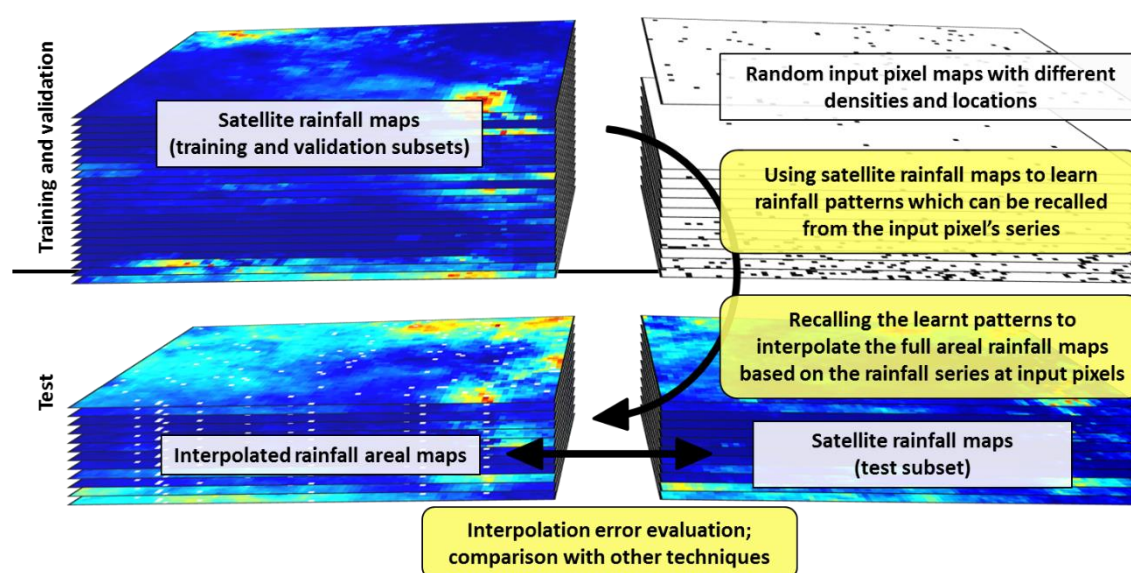 Training and validation
Satellite rainfall maps
(training and validation subsets)
Random input pixel maps with different
densities and locations
Using satellite rainfall maps to learn
rainfall patterns which can be recalled
from the input pixel's series
Test
Recalling the learnt patterns to
interpolate the full areal rainfall maps
based on the rainfall series at input pixels
Interpolated rainfall areal maps
Satellite rainfall maps
(test subset)
Interpolation error evaluation;
comparison with other techniques